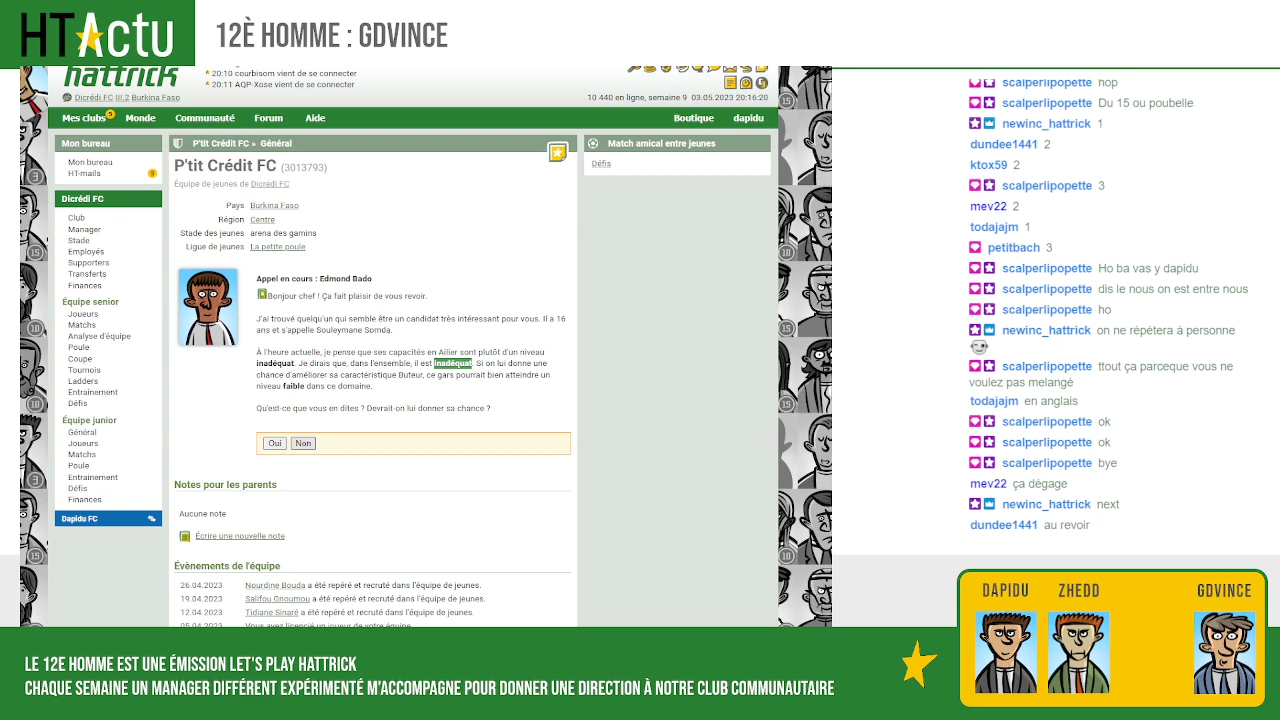 HTActu
12È HOMME : GDVINCE
hattrick
20:10 courbisom vient de se connecter
20:11 AQP-Xose vient de se connecter
Dicrédi FC III.2 Burkina Faso
10 440 en ligne, semaine 9 03.05.2023 20:16:20
Mes clubs 5 Monde Communauté Forum Aide Boutique dapidu
Mon bureau
Mon bureau
HT-mails 5
Dicrédi FC
Club
Manager
Stade
Employés
Supporters
Transferts
Finances
Équipe senior
Joueurs
Matchs
Analyse d'équipe
Poule
Coupe
Tournois
Ladders
Entrainement
Défis
Équipe junior
Général
Joueurs
Matchs
Poule
Entrainement
Défis
Finances
Dapidu FC
P'tit Crédit FC » Général
P'tit Crédit FC (3013793)
Équipe de jeunes de Dicrédi FC
Pays Burkina Faso
Région Centre
Stade des jeunes arena des gamins
Ligue de jeunes La petite poule
Appel en cours : Edmond Bado
Bonjour chef ! Ça fait plaisir de vous revoir.
J'ai trouvé quelqu'un qui semble être un candidat très intéressant pour vous. Il a 16
ans et s'appelle Souleymane Somda.
À l'heure actuelle, je pense que ses capacités en Ailier sont plutôt d'un niveau
inadéquat. Je dirais que, dans l'ensemble, il est inadéquat. Si on lui donne une
chance d'améliorer sa caractéristique Buteur, ce gars pourrait bien atteindre un
niveau faible dans ce domaine.
Qu'est-ce que vous en dites ? Devrait-on lui donner sa chance ?
Oui Non
Notes pour les parents
Aucune note
Écrire une nouvelle note
Évènements de l'équipe
26.04.2023 Nourdine Bouda a été repéré et recruté dans l'équipe de jeunes.
19.04.2023 Salifou Gnoumou a été repéré et recruté dans l'équipe de jeunes.
12.04.2023 Tidiane Sinaré a été repéré et recruté dans l'équipe de jeunes.
05.04.2023 Vous avez licencié un joueur de votre équipe.
Match amical entre jeunes
Défis
scalperlipopette hop
scalperlipopette Du 15 ou poubelle
newinc_hattrick 1
dundee1441 2
ktox59 2
scalperlipopette 3
mev22 2
todajajm 1
petitbach 3
scalperlipopette Ho ba vas y dapidu
scalperlipopette dis le nous on est entre nous
scalperlipopette ho
newinc_hattrick on ne répètera à personne
scalperlipopette ttout ça parceque vous ne
voulez pas melangé
todajajm en anglais
scalperlipopette ok
scalperlipopette ok
scalperlipopette bye
mev22 ça dégage
newinc_hattrick next
dundee1441 au revoir
DAPIDU ZHEDD GDVINCE
LE 12E HOMME EST UNE ÉMISSION LET'S PLAY HATTRICK
CHAQUE SEMAINE UN MANAGER DIFFÉRENT EXPÉRIMENTÉ M'ACCOMPAGNE POUR DONNER UNE DIRECTION À NOTRE CLUB COMMUNAUTAIRE